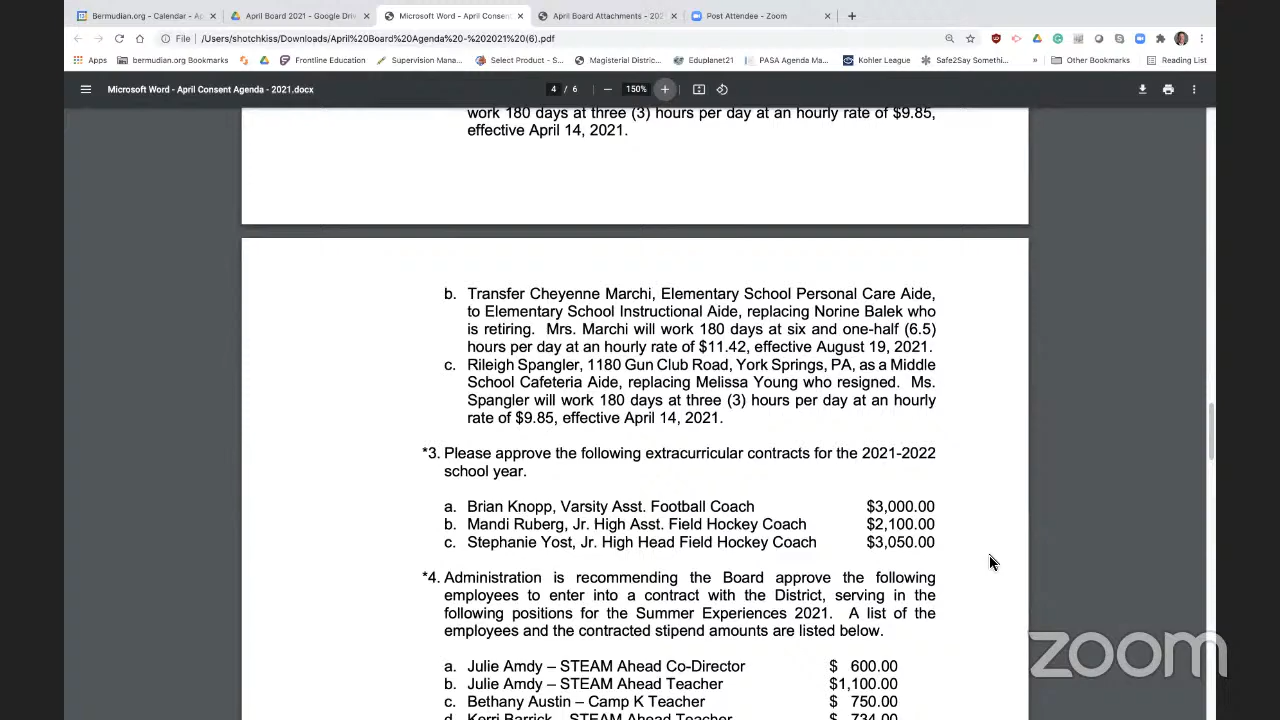 Bermudian.org - Calendar - Ap
April Board 2021 - Google Driv
Microsoft Word - April Consent
April Board Attachments - 202
Post Attendee - Zoom
File
/Users/shotchkiss/Downloads/April%20Board%20Agenda%20-%202021%20(6).pdf
Apps
bermudian.org Bookmarks
Frontline Education
Supervision Mana...
Select Product - S...
Magisterial Distric...
Eduplanet21
PASA Agenda Ma...
Kohler League
Safe2Say Somethi...
»
Other Bookmarks
Reading List
Microsoft Word - April Consent Agenda - 2021.docx
4 / 6
150%
work 180 days at three (3) hours per day at an hourly rate of $9.85,
effective April 14, 2021.
b. Transfer Cheyenne Marchi, Elementary School Personal Care Aide,
to Elementary School Instructional Aide, replacing Norine Balek who
is retiring. Mrs. Marchi will work 180 days at six and one-half (6.5)
hours per day at an hourly rate of $11.42, effective August 19, 2021.
c. Rileigh Spangler, 1180 Gun Club Road, York Springs, PA, as a Middle
School Cafeteria Aide, replacing Melissa Young who resigned. Ms.
Spangler will work 180 days at three (3) hours per day at an hourly
rate of $9.85, effective April 14, 2021.
*3. Please approve the following extracurricular contracts for the 2021-2022
school year.
a. Brian Knopp, Varsity Asst. Football Coach $3,000.00
b. Mandi Ruberg, Jr. High Asst. Field Hockey Coach $2,100.00
c. Stephanie Yost, Jr. High Head Field Hockey Coach $3,050.00
*4. Administration is recommending the Board approve the following
employees to enter into a contract with the District, serving in the
following positions for the Summer Experiences 2021. A list of the
employees and the contracted stipend amounts are listed below.
a. Julie Amdy – STEAM Ahead Co-Director $ 600.00
b. Julie Amdy – STEAM Ahead Teacher $1,100.00
c. Bethany Austin – Camp K Teacher $ 750.00
d. Kerri Barrick – STEAM Ahead Teacher $ 734.00
zoom